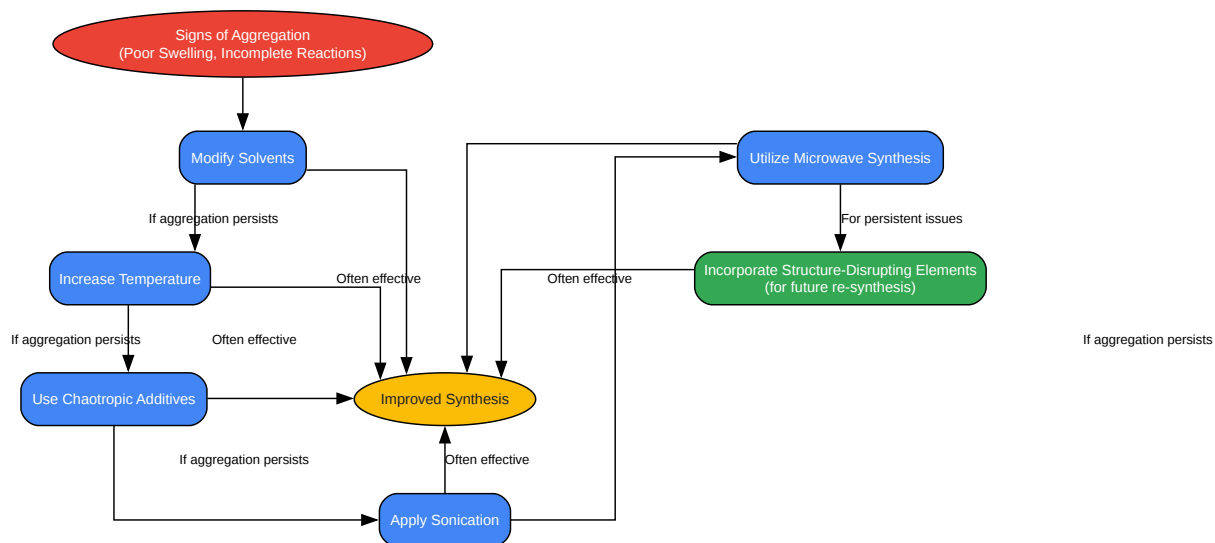 Signs of Aggregation
(Poor Swelling, Incomplete Reactions)
Modify Solvents
Utilize Microwave Synthesis
If aggregation persists
For persistent issues
Increase Temperature
Often effective
Often effective
Incorporate Structure-Disrupting Elements
(for future re-synthesis)
If aggregation persists
Often effective
If aggregation persists
Use Chaotropic Additives
Improved Synthesis
If aggregation persists
Often effective
Apply Sonication